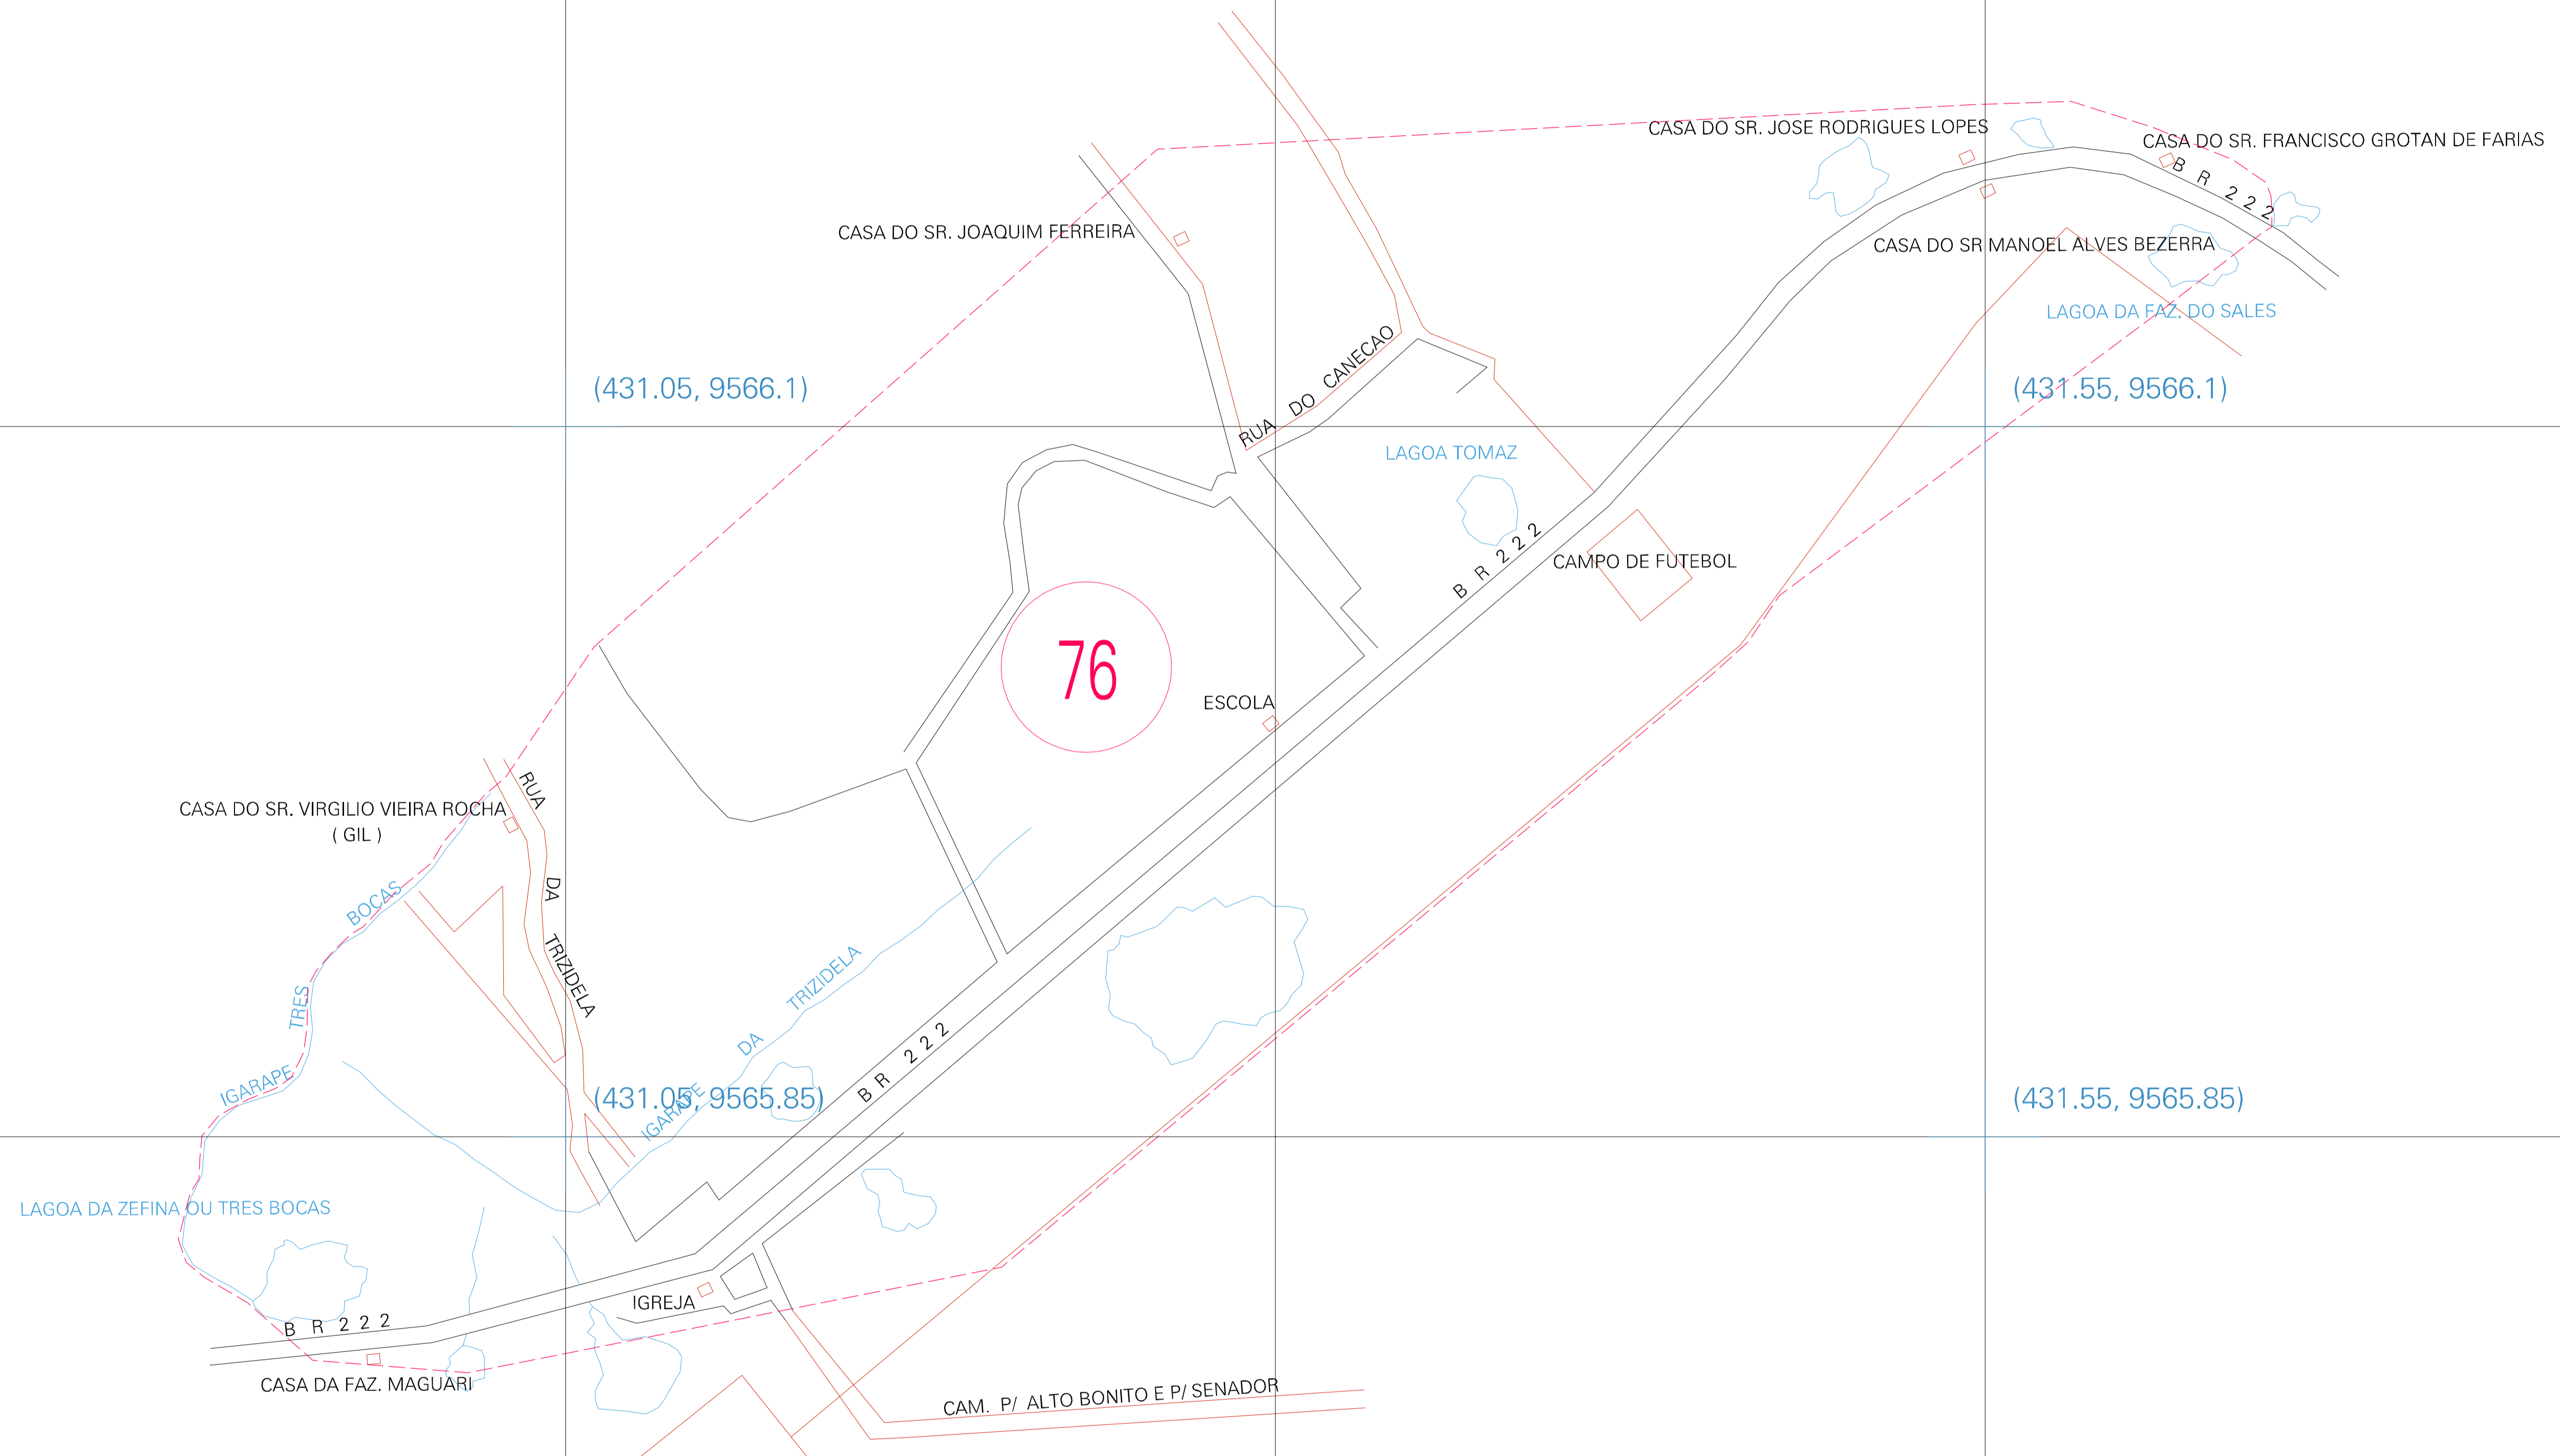 CASA DO SR. JOSE RODRIGUES LOPES
CASA DO SR. FRANCISCO GROTAN DE FARIAS
B R 2 2 2
CASA DO SR. JOAQUIM FERREIRA
CASA DO SR MANOEL ALVES BEZERRA
LAGOA DA FAZ. DO SALES
RUA DO CANECAO
(431.05, 9566.1)
(431.55, 9566.1)
LAGOA TOMAZ
B R 2 2 2
CAMPO DE FUTEBOL
76
ESCOLA
RUA DA TRIZIDELA
CASA DO SR. VIRGILIO VIEIRA ROCHA
( GIL )
IGARAPE TRES BOCAS
IGARAPE DA TRIZIDELA
B R 2 2 2
(431.05, 9565.85)
(431.55, 9565.85)
LAGOA DA ZEFINA OU TRES BOCAS
IGREJA
B R 2 2 2
CASA DA FAZ. MAGUARI
CAM. P/ ALTO BONITO E P/ SENADOR